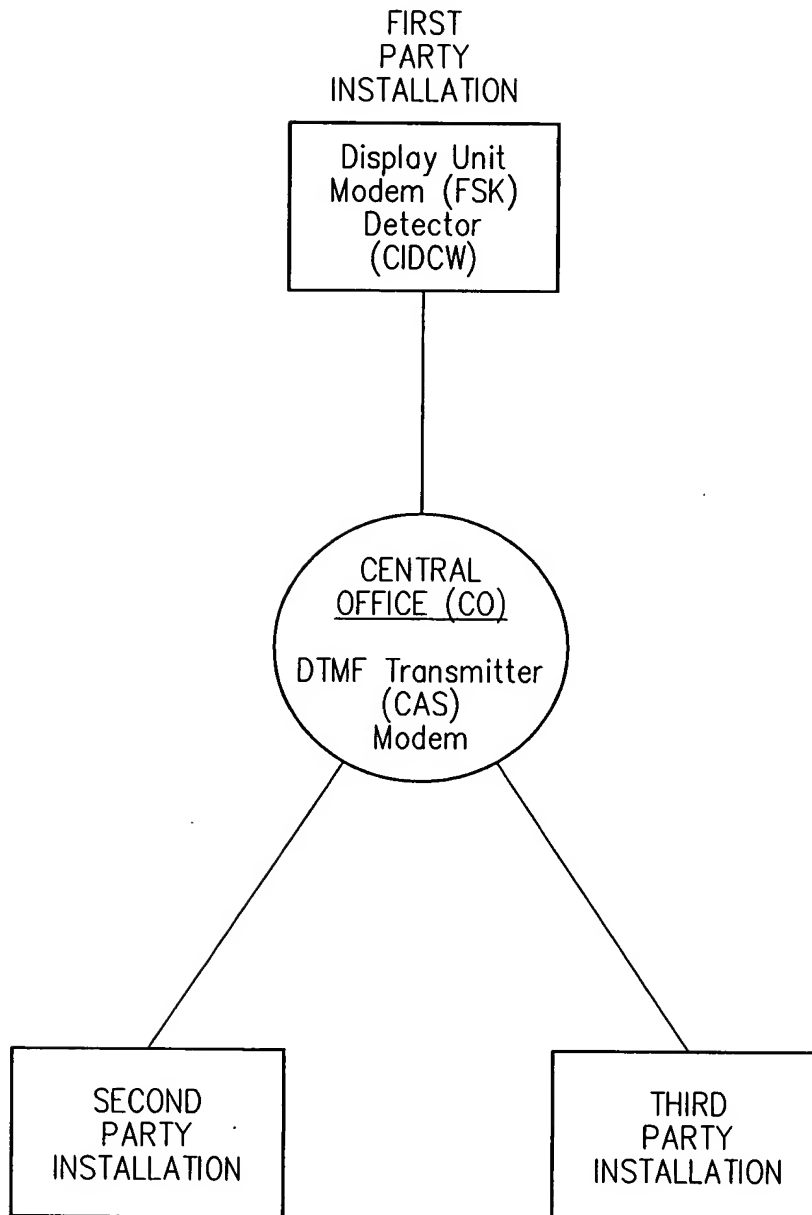 FIRST
PARTY
INSTALLATION
Display Unit
Modem (FSK)
Detector
(CIDCW)
CENTRAL
OFFICE (CO)
DTMF Transmitter
(CAS)
Modem
SECOND
PARTY
INSTALLATION
THIRD
PARTY
INSTALLATION